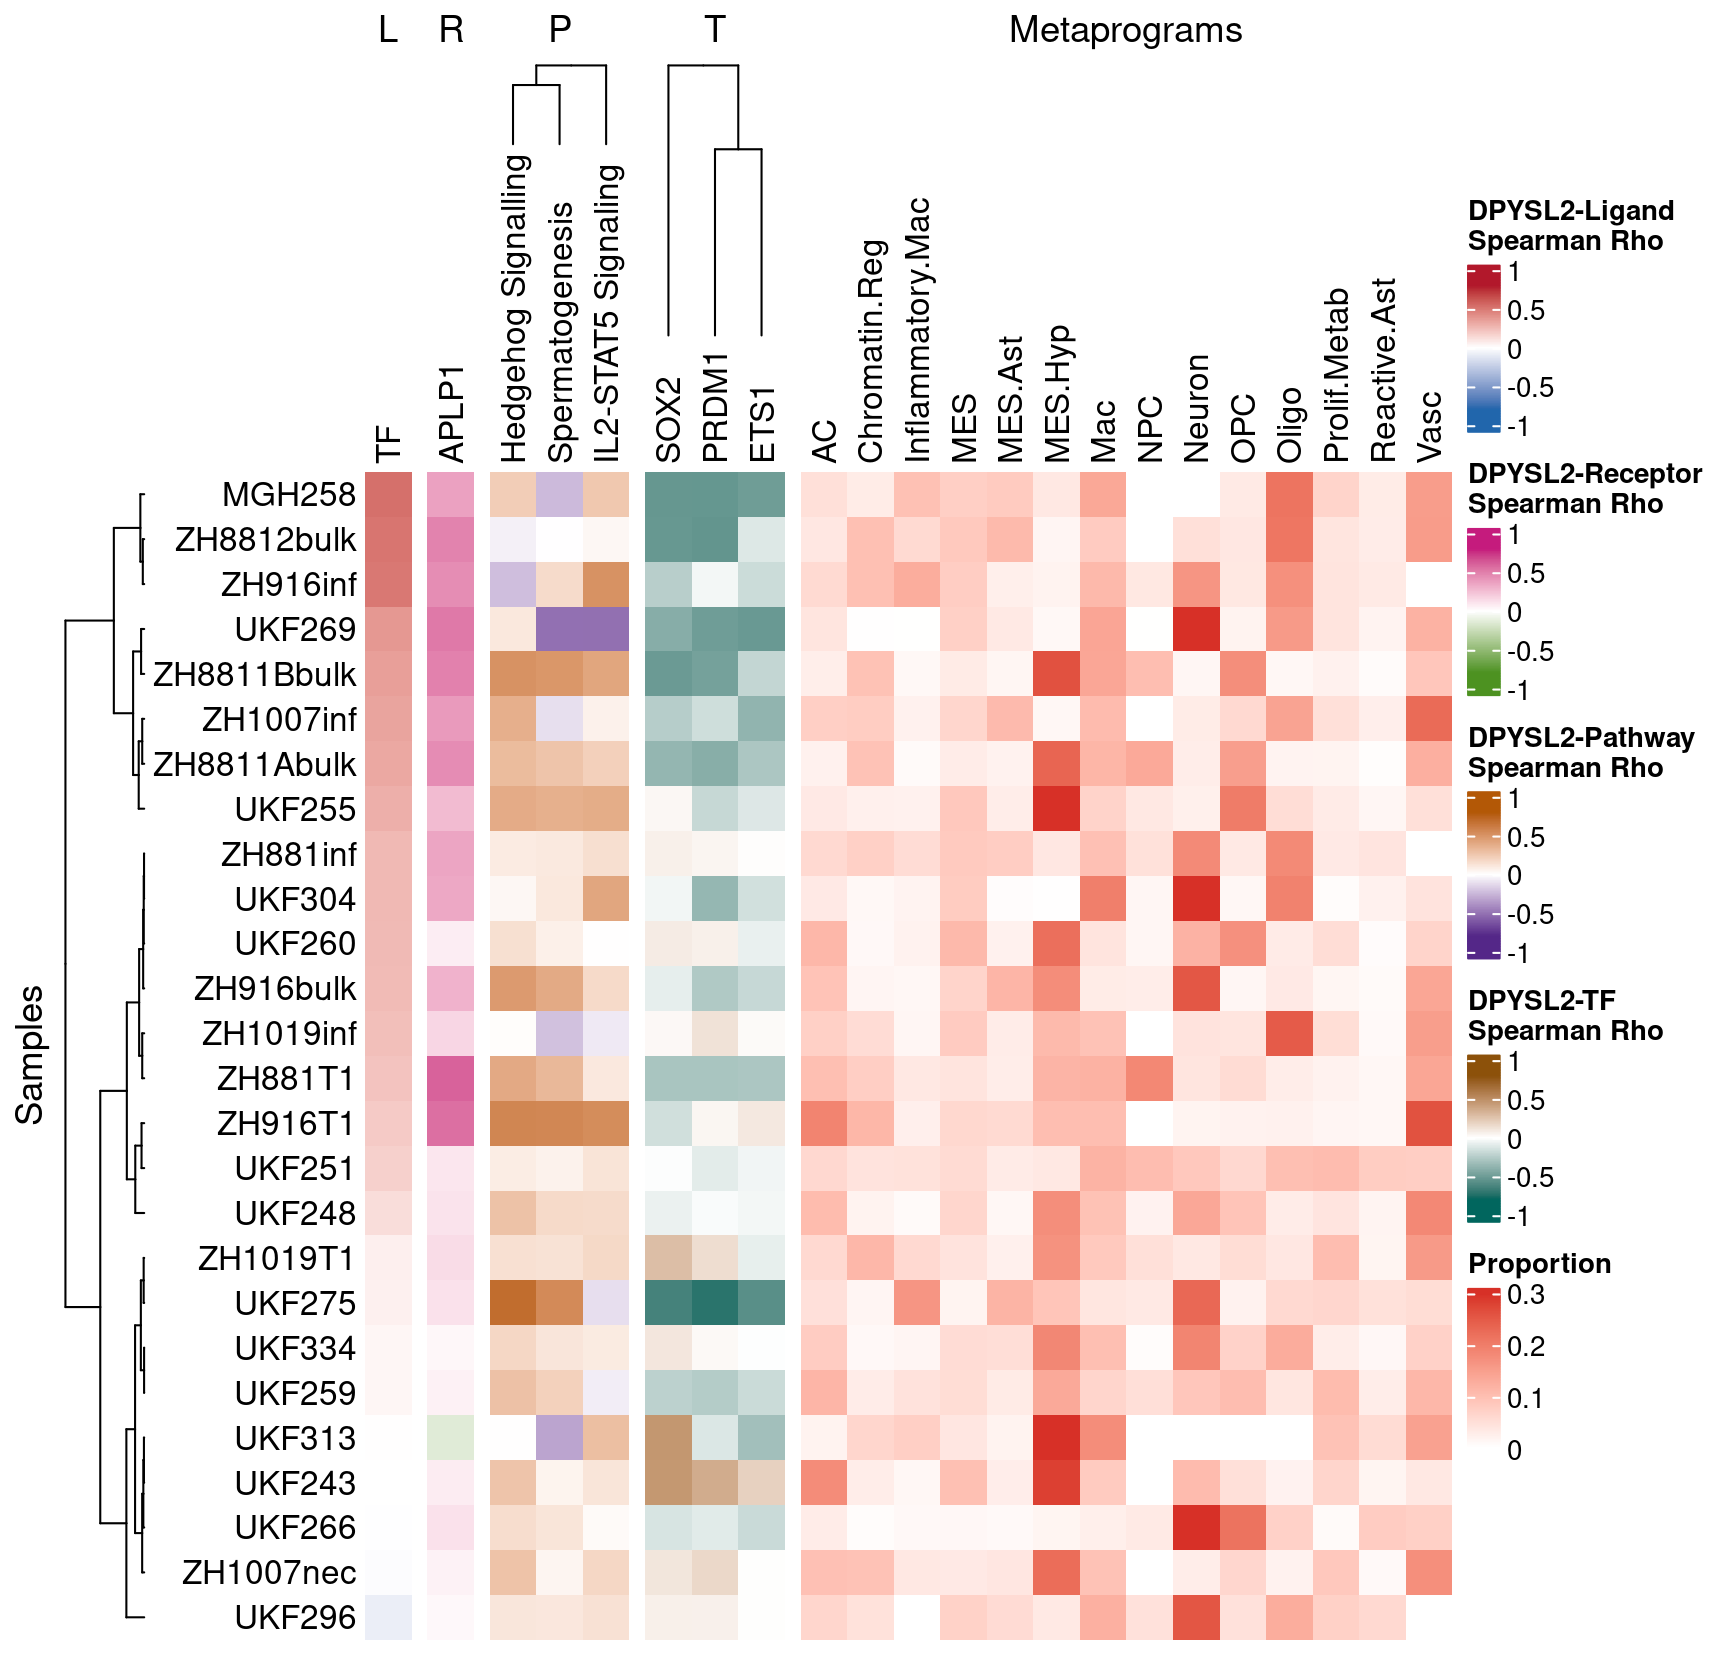 L R P T Metaprograms
TF
APLP1
Hedgehog Signalling
Spermatogenesis
IL2-STAT5 Signaling
SOX2
PRDM1
ETS1
AC
Chromatin.Reg
Inflammatory.Mac
MES
MES.Ast
MES.Hyp
Mac
NPC
Neuron
OPC
Oligo
Prolif.Metab
Reactive.Ast
Vasc
Samples
MGH258
ZH8812bulk
ZH916inf
UKF269
ZH8811Bbulk
ZH1007inf
ZH8811Abulk
UKF255
ZH881inf
UKF304
UKF260
ZH916bulk
ZH1019inf
ZH881T1
ZH916T1
UKF251
UKF248
ZH1019T1
UKF275
UKF334
UKF259
UKF313
UKF243
UKF266
ZH1007nec
UKF296
DPYSL2-Ligand
Spearman Rho
1
0.5
0
-0.5
-1
DPYSL2-Receptor
Spearman Rho
1
0.5
0
-0.5
-1
DPYSL2-Pathway
Spearman Rho
1
0.5
0
-0.5
-1
DPYSL2-TF
Spearman Rho
1
0.5
0
-0.5
-1
Proportion
0.3
0.2
0.1
0